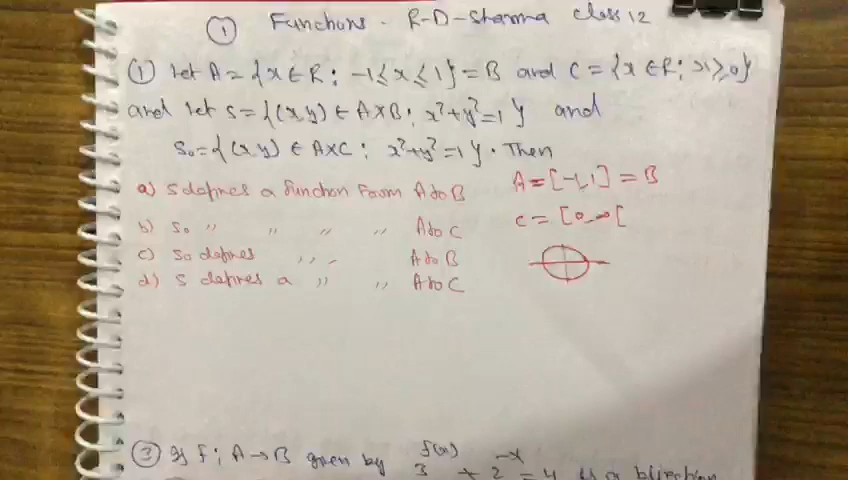 ① Functions - R-D-Sharma class 12
① Let A = {x ∈ R : -1 ≤ x ≤ 1} = B and C = {x ∈ R ; x ≥ 0}
and let S = {(x, y) ∈ A×B : x²+y²=1} and
S₀ = {(x, y) ∈ A×C : x²+y²=1}. Then
a) S defines a function from A to B
A = [-1, 1] = B
b) S₀ " " " " A to C
C = [0, ∞[
c) S₀ defines " " A to B
d) S defines a " " A to C
③ If f : A → B given by 3^f(x) + 2^-x = 4 is a bijection